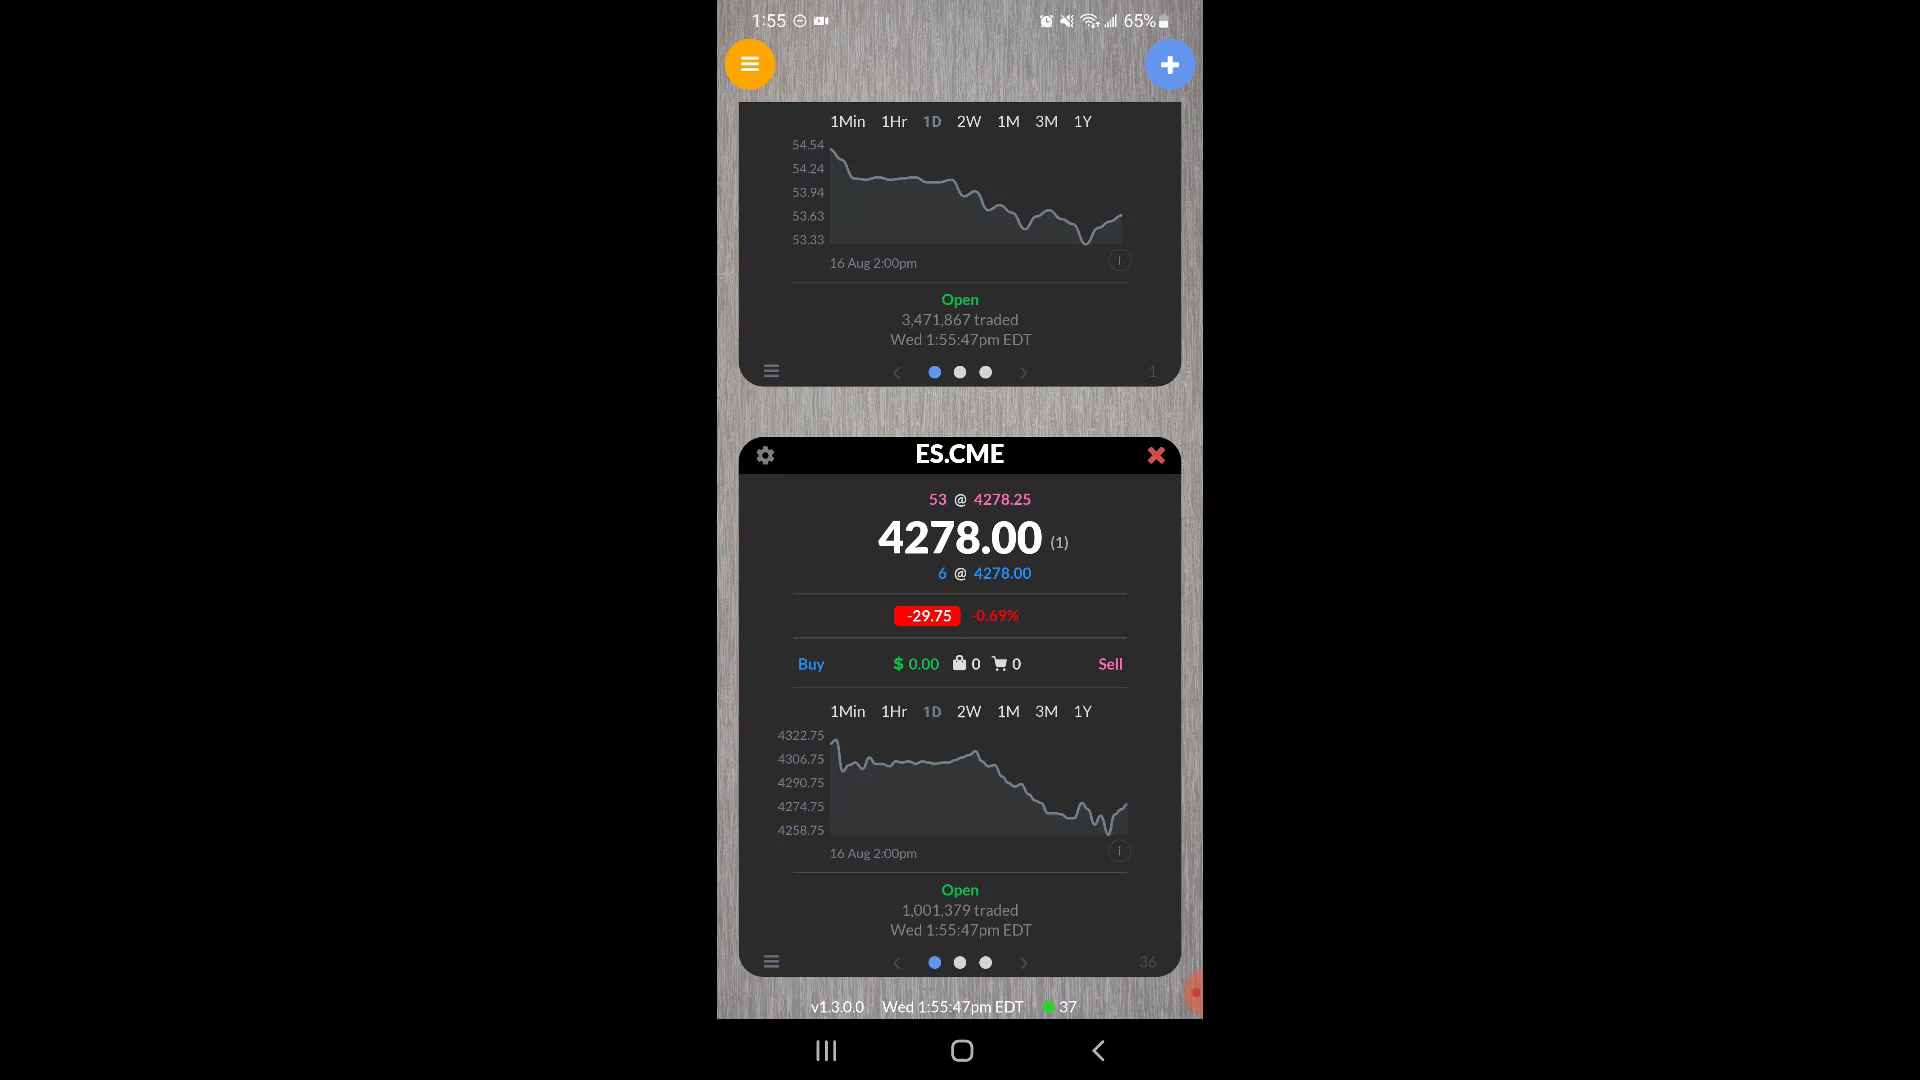 1:55 65%
1Min 1Hr 1D 2W 1M 3M 1Y
54.54
54.24
53.94
53.63
53.33
16 Aug 2:00pm i
Open
3,471,867 traded
Wed 1:55:47pm EDT
1
ES.CME
53 @ 4278.25
4278.00 (1)
6 @ 4278.00
-29.75 -0.69%
Buy $ 0.00 0 0 Sell
1Min 1Hr 1D 2W 1M 3M 1Y
4322.75
4306.75
4290.75
4274.75
4258.75
16 Aug 2:00pm i
Open
1,001,379 traded
Wed 1:55:47pm EDT
36
v1.3.0.0 Wed 1:55:47pm EDT 37